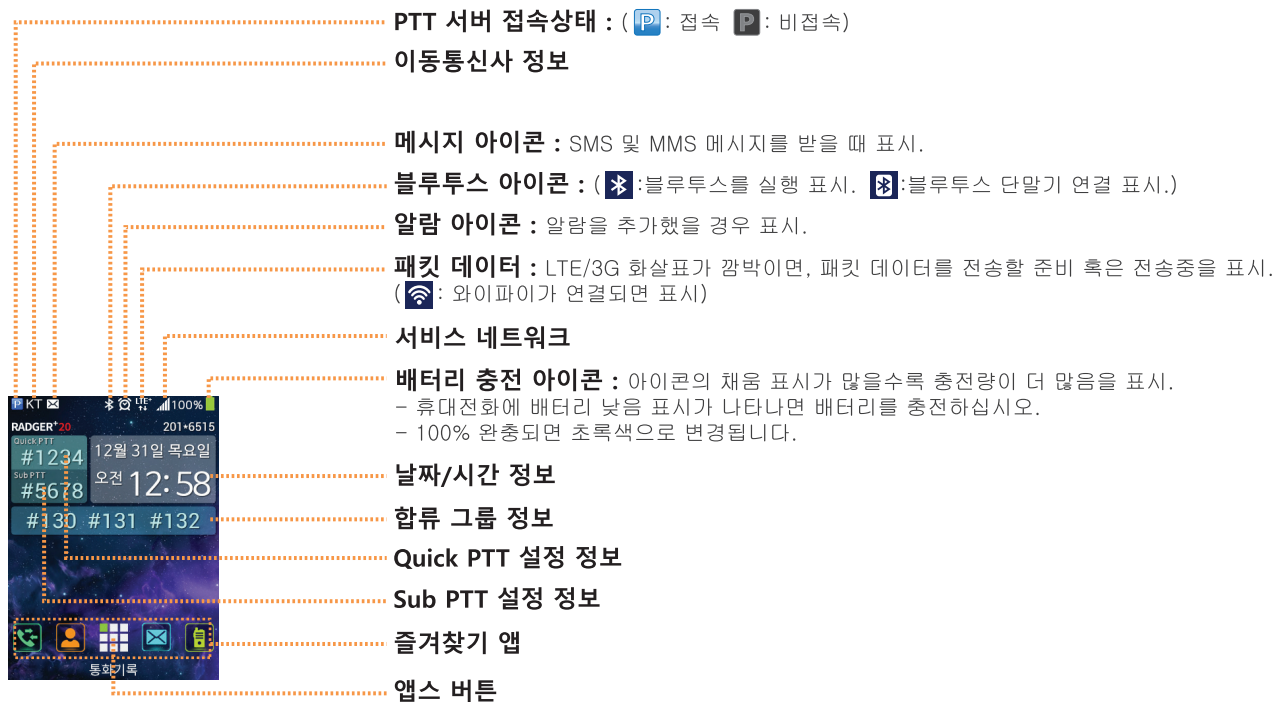 PTT 서버 접속상태 : ( P : 접속 P : 비접속)
이동통신사 정보
메시지 아이콘 : SMS 및 MMS 메시지를 받을 때 표시.
블루투스 아이콘 : ( :블루투스를 실행 표시. :블루투스 단말기 연결 표시.)
알람 아이콘 : 알람을 추가했을 경우 표시.
패킷 데이터 : LTE/3G 화살표가 깜박이면, 패킷 데이터를 전송할 준비 혹은 전송중을 표시.
( : 와이파이가 연결되면 표시)
서비스 네트워크
배터리 충전 아이콘 : 아이콘의 채움 표시가 많을수록 충전량이 더 많음을 표시.
- 휴대전화에 배터리 낮음 표시가 나타나면 배터리를 충전하십시오.
- 100% 완충되면 초록색으로 변경됩니다.
날짜/시간 정보
합류 그룹 정보
Quick PTT 설정 정보
Sub PTT 설정 정보
즐겨찾기 앱
앱스 버튼
P KT LTE 100%
RADGER+20 201*6515
Quick PTT
#1234
Sub PTT
#5678
12월 31일 목요일
오전 12:58
#130 #131 #132
통화기록